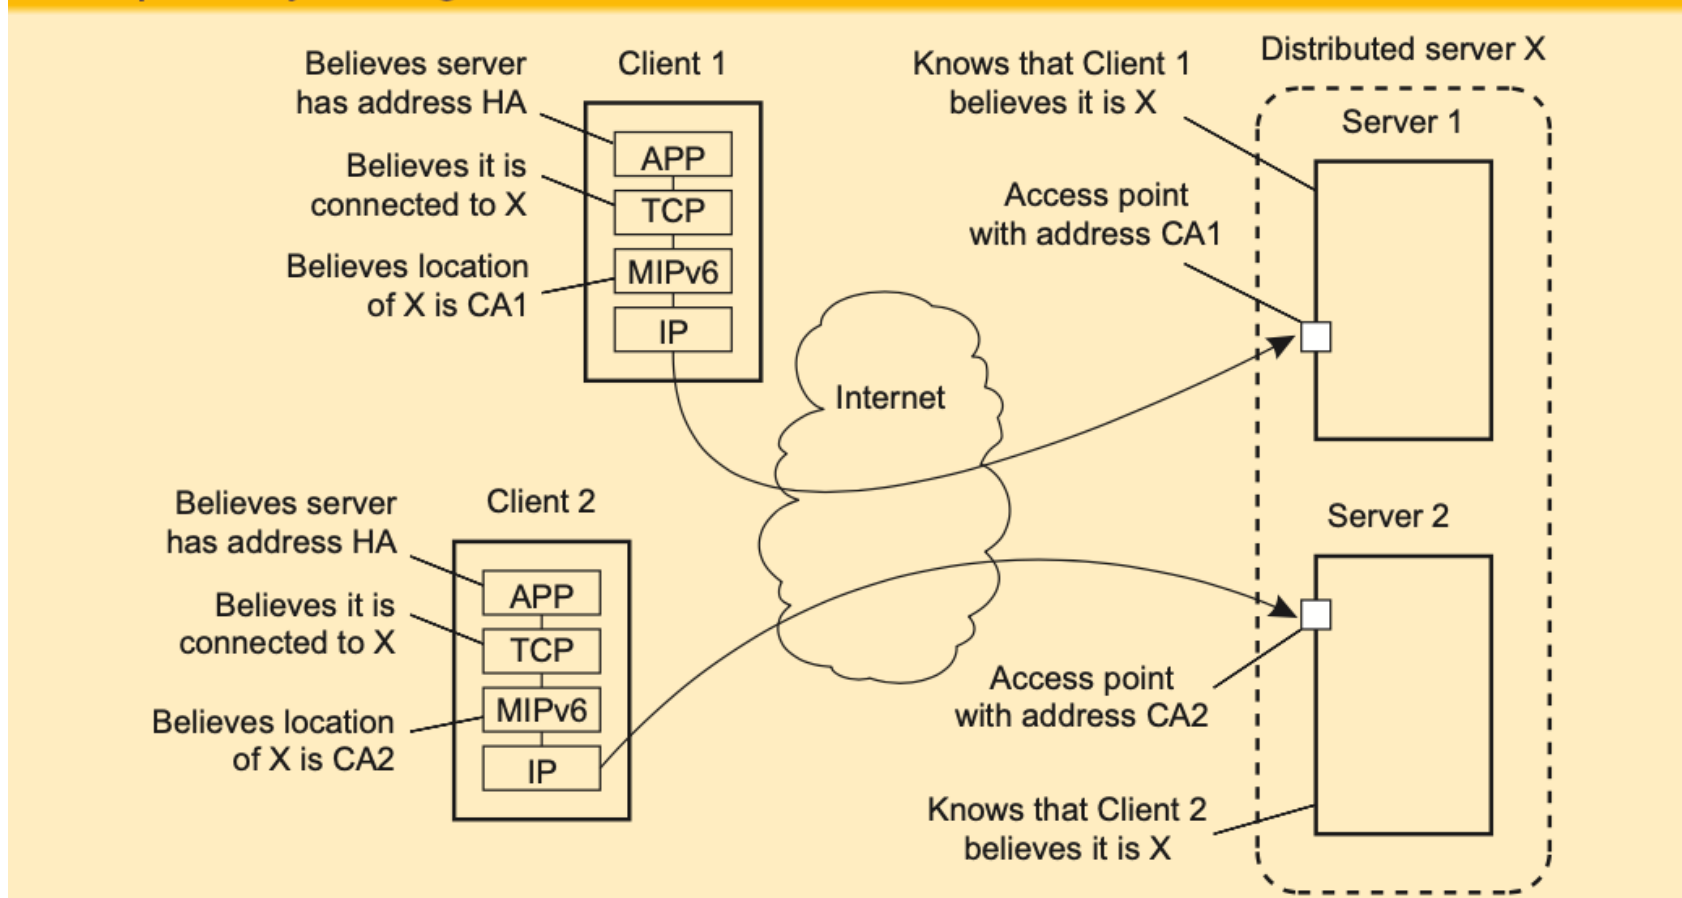 Believes server
has address HA
Client 1
Knows that Client 1
believes it is X
Distributed server X
Server 1
APP
Believes it is
connected to X
TCP
Access point
with address CA1
Believes location
of X is CA1
MIPv6
IP
Internet
Believes server
has address HA
Client 2
Server 2
APP
Believes it is
connected to X
TCP
Access point
with address CA2
Believes location
of X is CA2
MIPv6
IP
Knows that Client 2
believes it is X